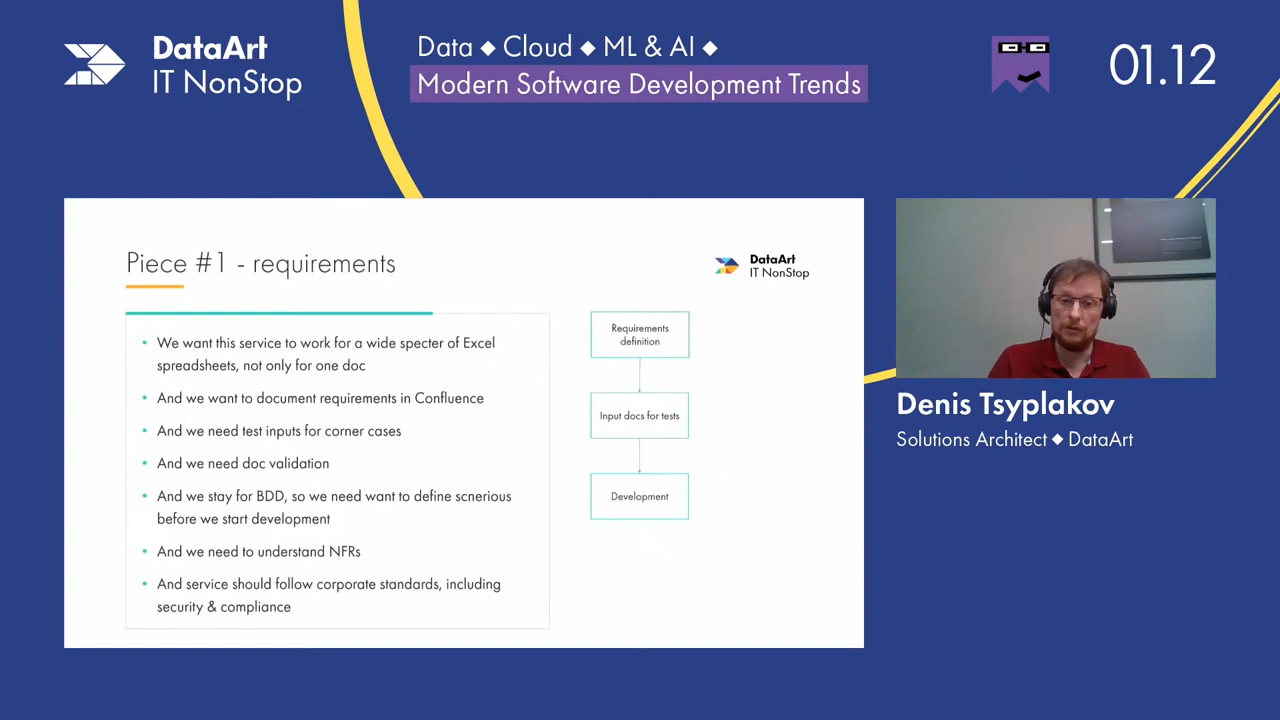 DataArt
IT NonStop
Data ◆ Cloud ◆ ML & AI ◆
Modern Software Development Trends
01.12
Piece #1 - requirements
DataArt
IT NonStop
• We want this service to work for a wide specter of Excel
spreadsheets, not only for one doc
• And we want to document requirements in Confluence
• And we need test inputs for corner cases
• And we need doc validation
• And we stay for BDD, so we need want to define scnerious
before we start development
• And we need to understand NFRs
• And service should follow corporate standards, including
security & compliance
Requirements
definition
Input docs for tests
Development
Denis Tsyplakov
Solutions Architect ◆ DataArt